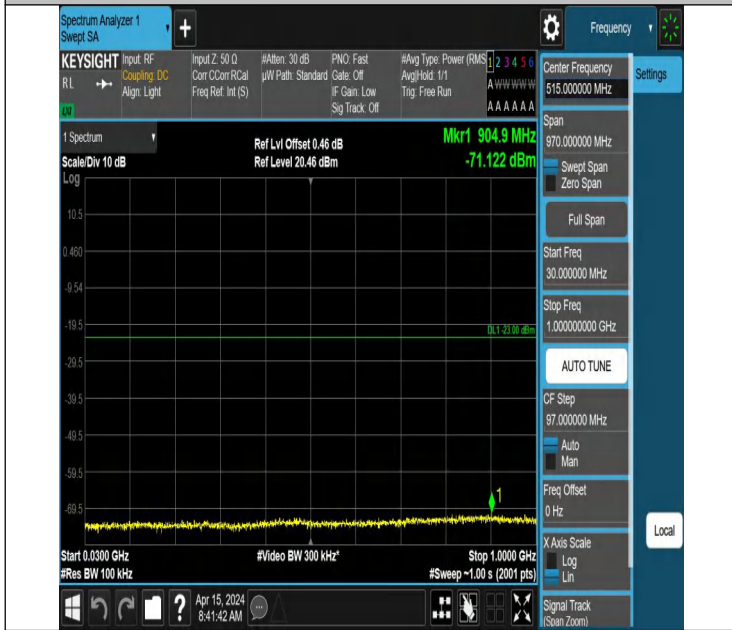 Spectrum Analyzer 1
Swept SA
+
Frequency
KEYSIGHT
RL
LXI
Input: RF
Coupling: DC
Align: Light
Input Z: 50 Ω
Corr CCorr RCal
Freq Ref: Int (S)
#Atten: 30 dB
µW Path: Standard
PNO: Fast
Gate: Off
IF Gain: Low
Sig Track: Off
#Avg Type: Power (RMS
Avg|Hold: 1/1
Trig: Free Run
1 2 3 4 5 6
A W W W W W
A A A A A A
1 Spectrum
Scale/Div 10 dB
Log
Ref Lvl Offset 0.46 dB
Ref Level 20.46 dBm
Mkr1 904.9 MHz
-71.122 dBm
10.5
0.460
-9.54
-19.5
DL1 -23.00 dBm
-29.5
-39.5
-49.5
-59.5
-69.5
1
Start 0.0300 GHz
#Res BW 100 kHz
#Video BW 300 kHz*
Stop 1.0000 GHz
#Sweep ~1.00 s (2001 pts)
?
Apr 15, 2024
8:41:42 AM
Center Frequency
515.000000 MHz
Span
970.000000 MHz
Swept Span
Zero Span
Full Span
Start Freq
30.000000 MHz
Stop Freq
1.000000000 GHz
AUTO TUNE
CF Step
97.000000 MHz
Auto
Man
Freq Offset
0 Hz
X Axis Scale
Log
Lin
Signal Track
(Span Zoom)
Settings
Local